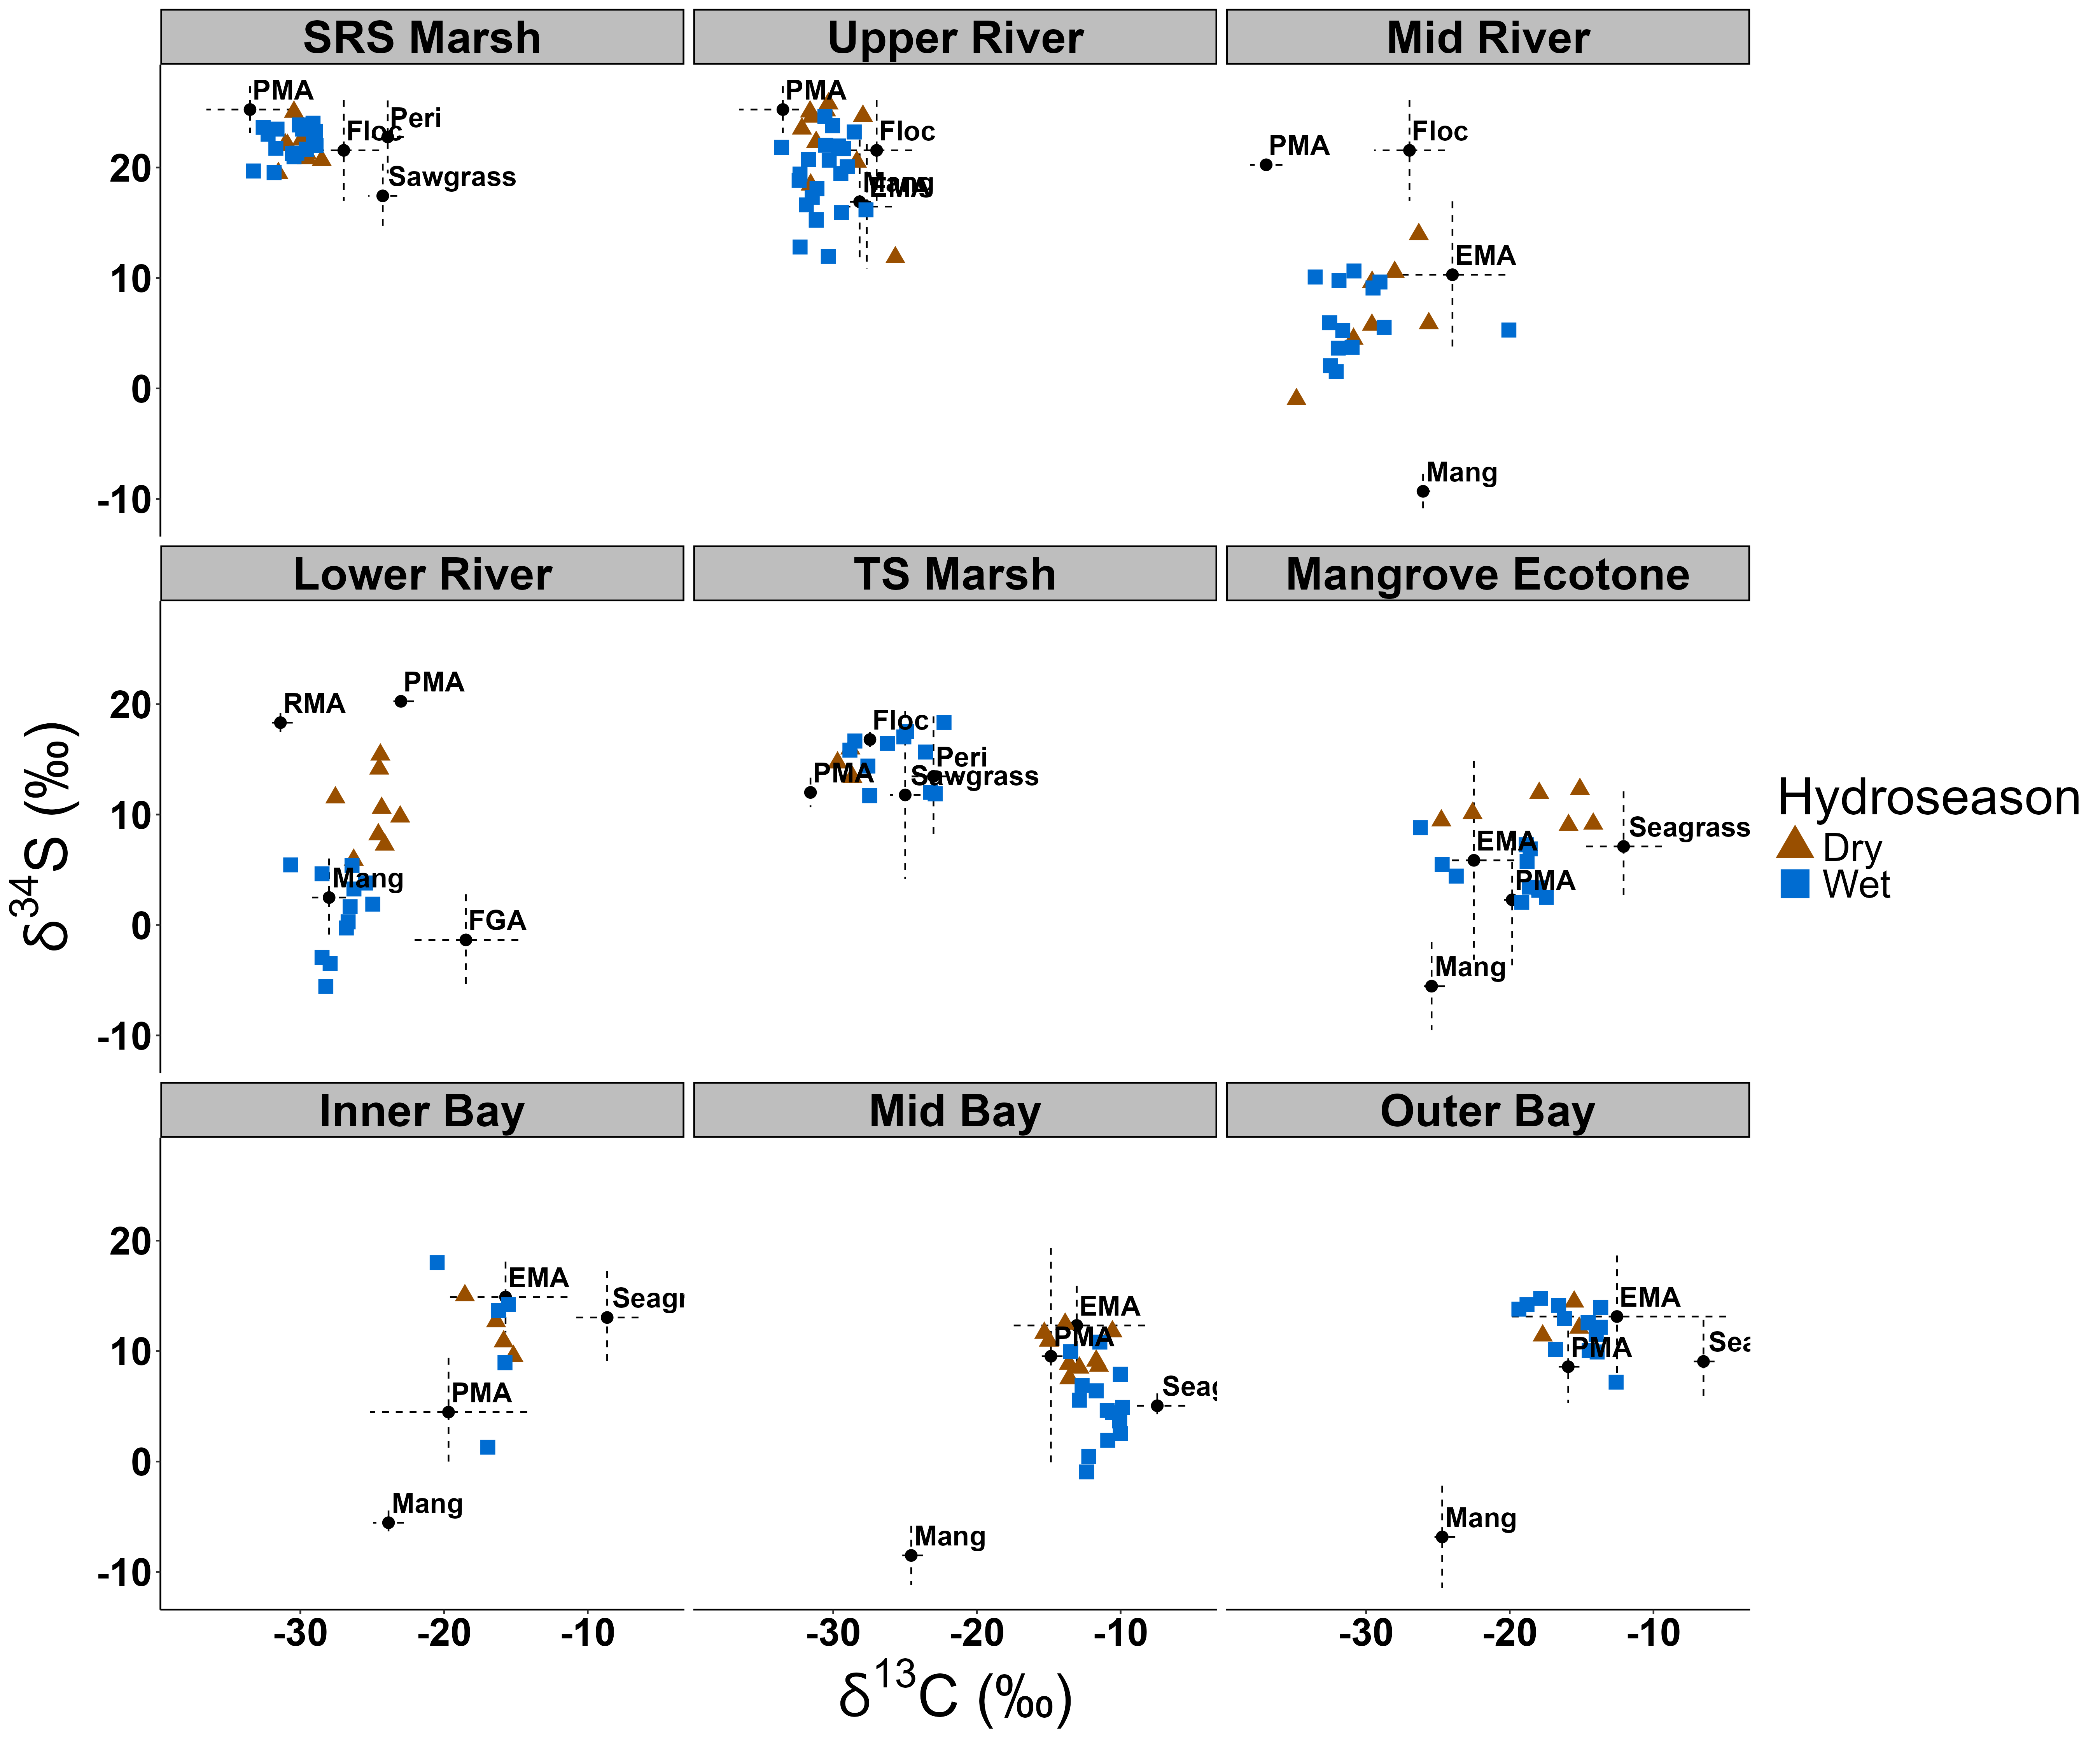 SRS Marsh Upper River Mid River
PMA Floc Peri Sawgrass
PMA Floc Mang EMA
PMA Floc EMA Mang
20
10
0
-10
Lower River TS Marsh Mangrove Ecotone
RMA PMA Mang FGA
Floc PMA Peri Sawgrass
EMA Seagrass PMA Mang
20
10
0
-10
Inner Bay Mid Bay Outer Bay
EMA Seagr PMA Mang
EMA PMA Seag Mang
EMA PMA Sea Mang
20
10
0
-10
-30 -20 -10 -30 -20 -10 -30 -20 -10
δ13C (‰)
δ34S (‰)
Hydroseason
Dry
Wet